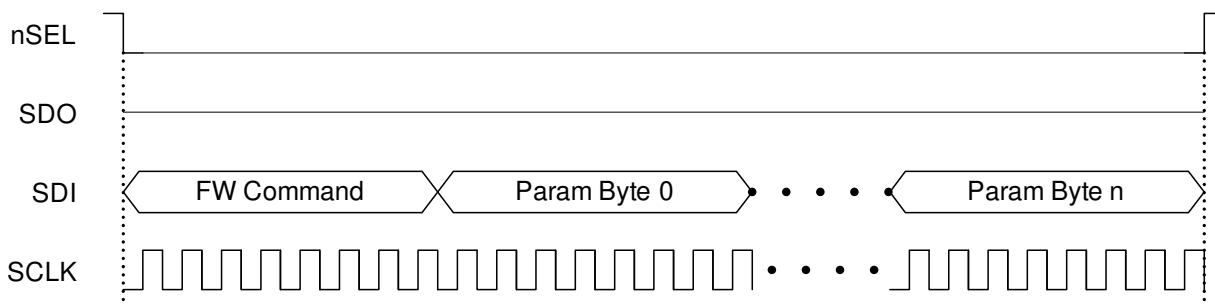 nSEL
SDO
SDI FW Command Param Byte 0 Param Byte n
SCLK